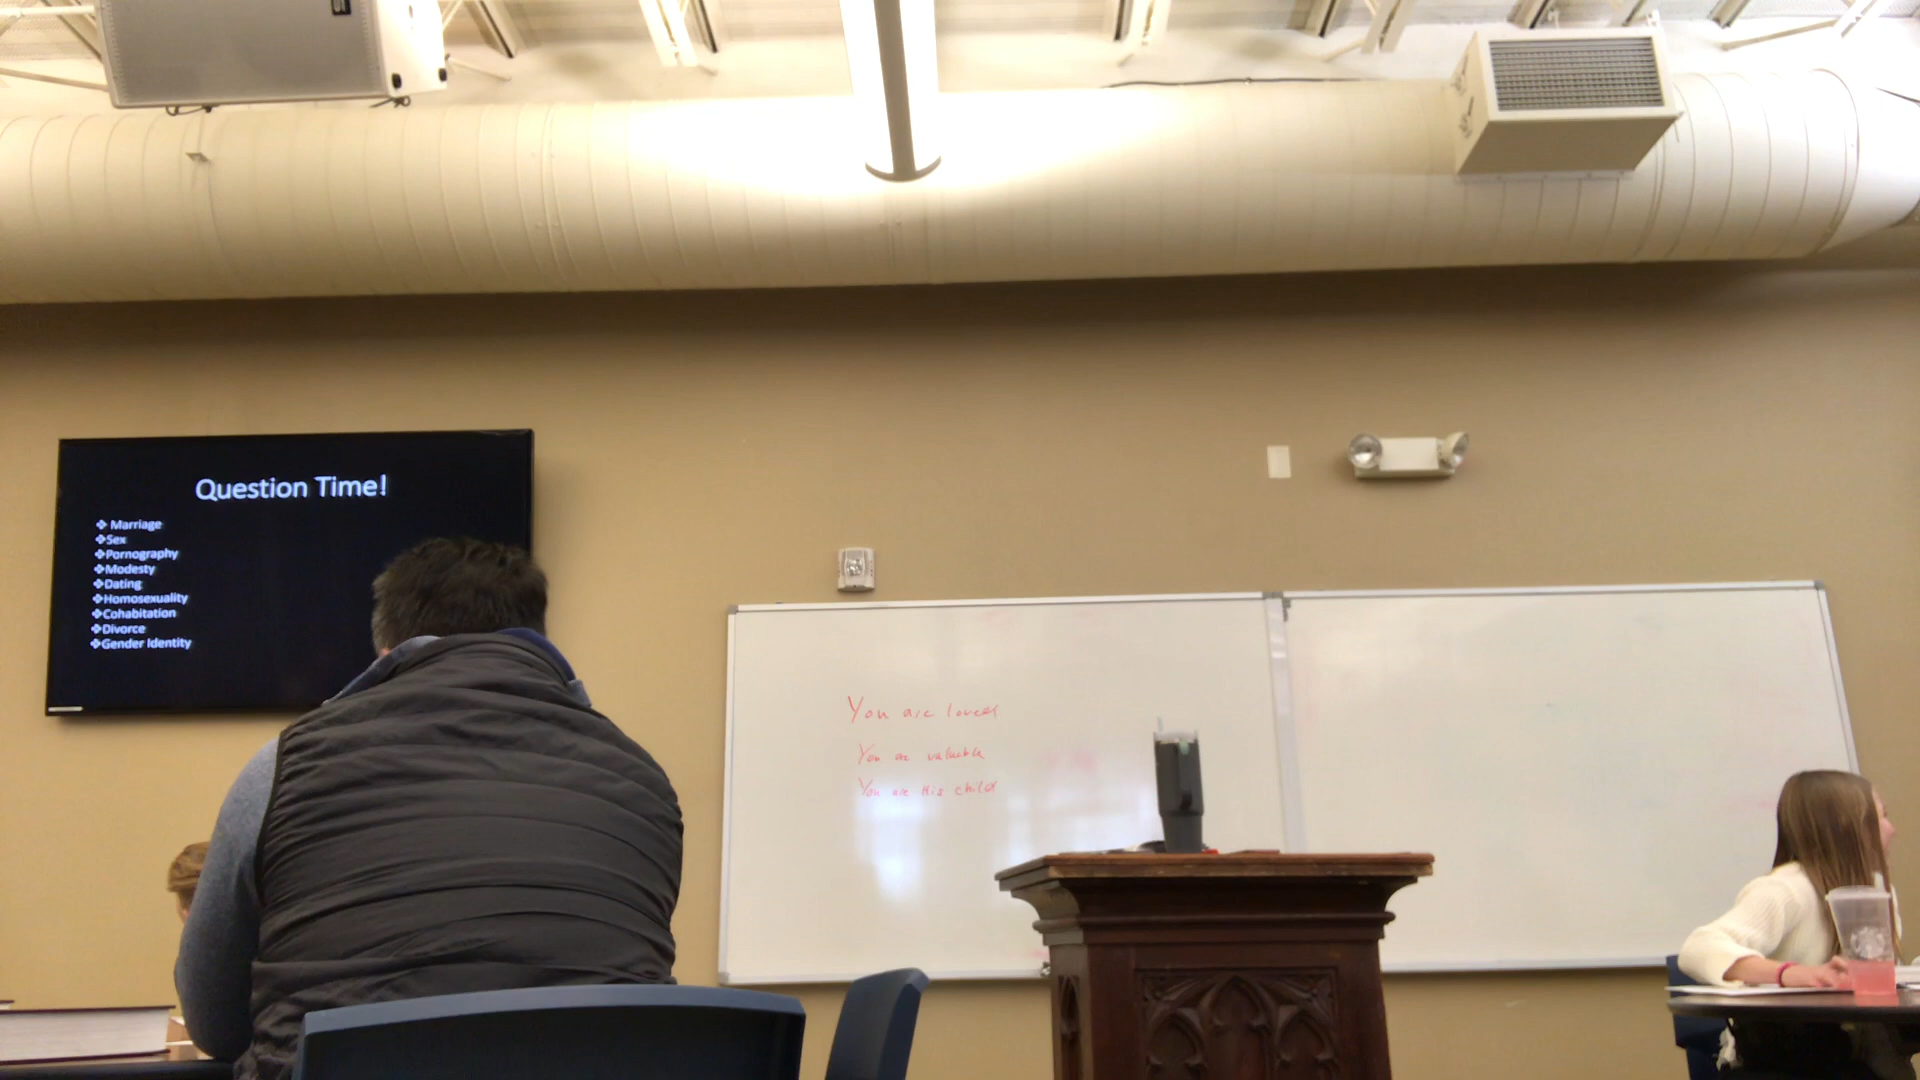 Question Time!
Marriage
Sex
Pornography
Modesty
Dating
Homosexuality
Cohabitation
Divorce
Gender Identity
You are loved
You are valuable
You are His child